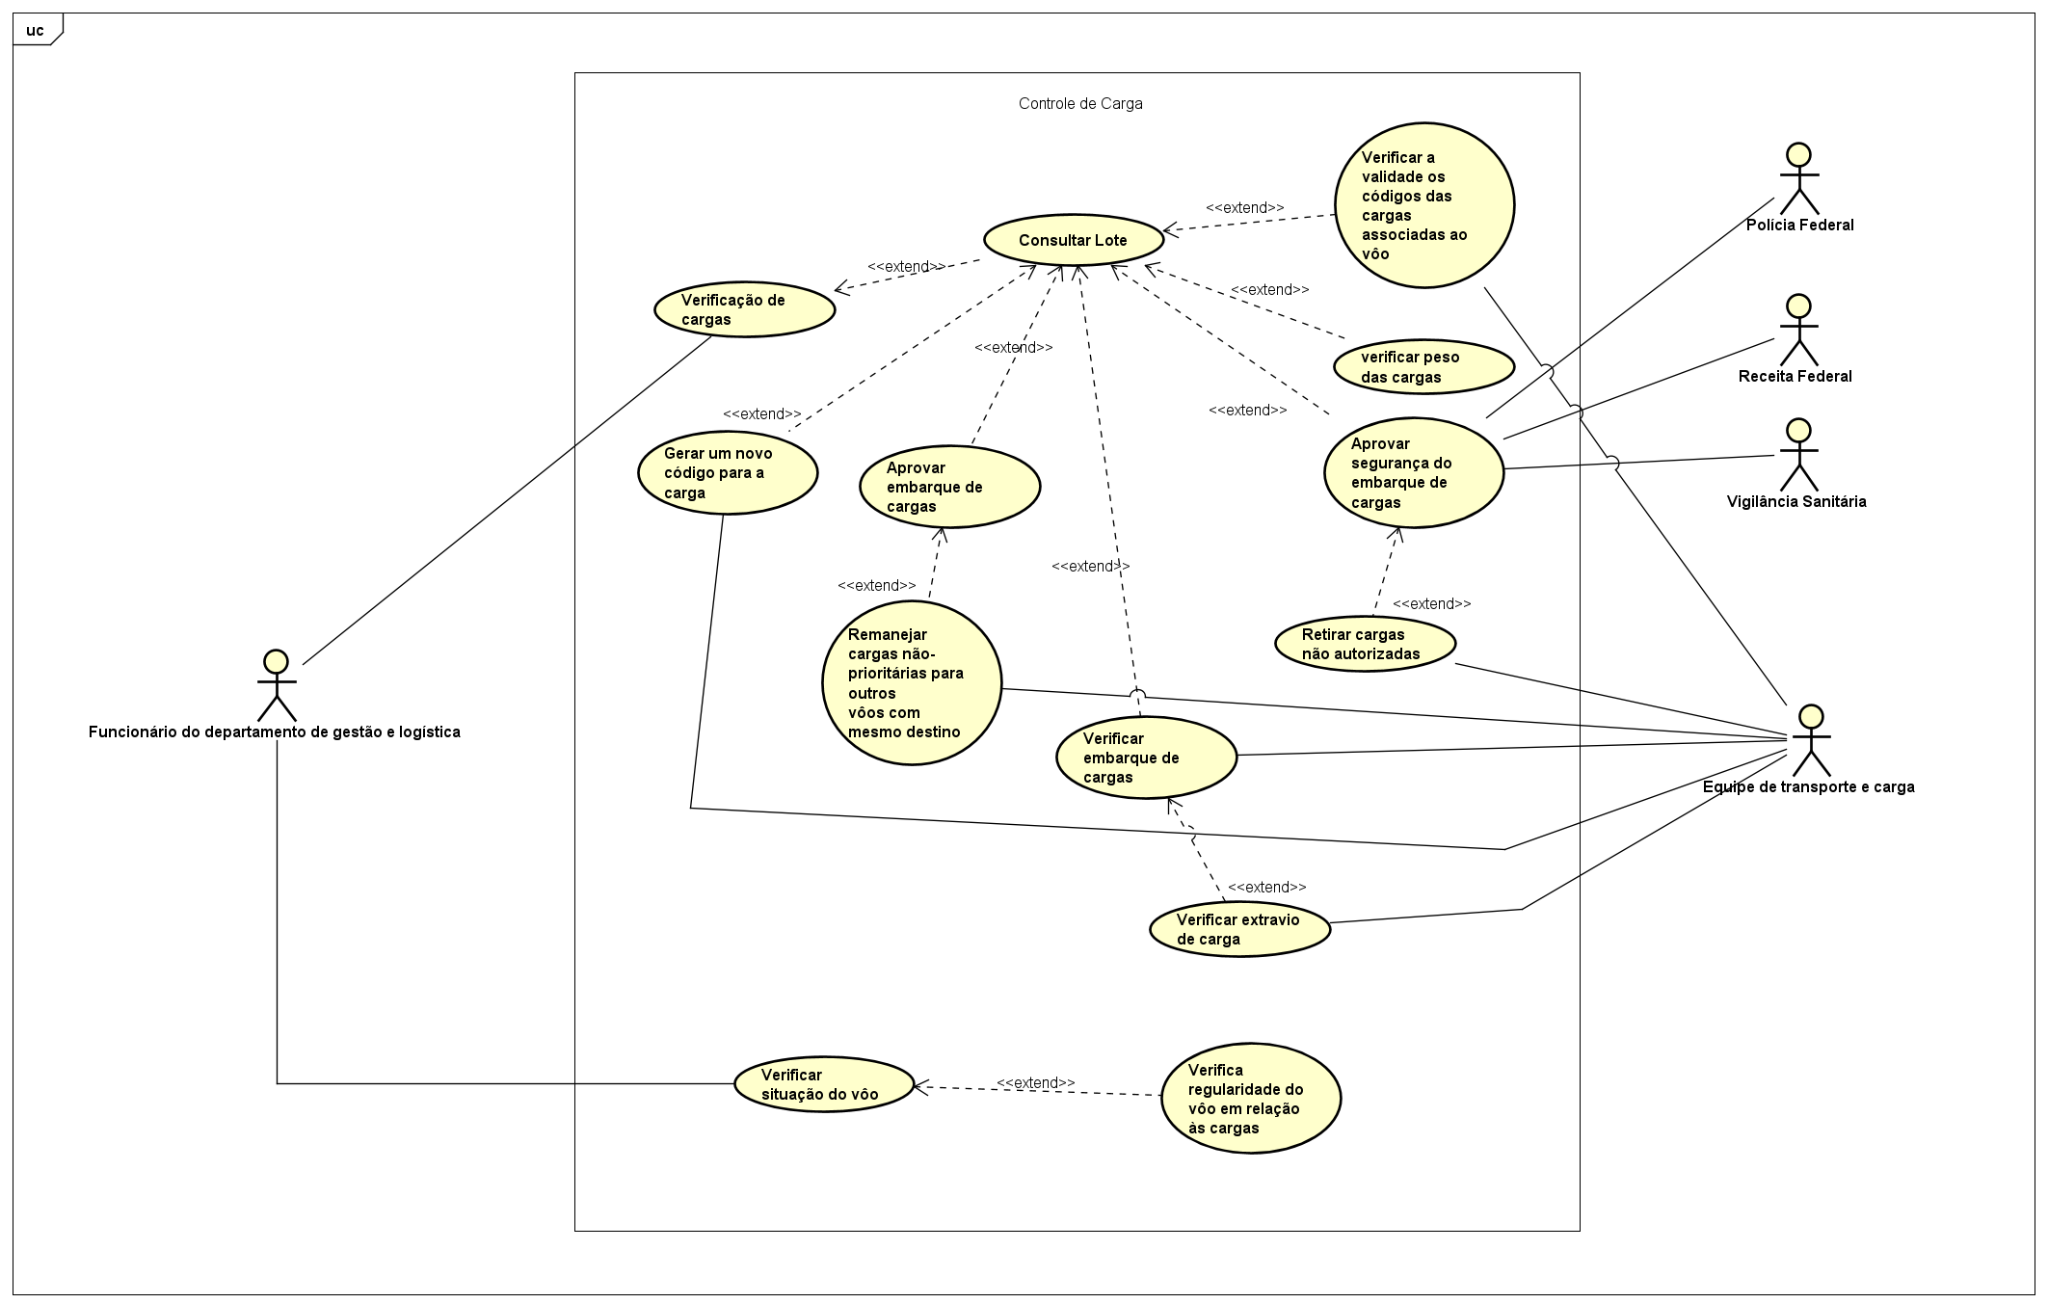 uc
Controle de Carga
Verificar a
validade os
códigos das
cargas
associadas ao
vôo
<<extend>>
Consultar Lote
<<extend>>
Verificação de
cargas
<<extend>>
verificar peso
das cargas
<<extend>>
<<extend>>
<<extend>>
Gerar um novo
código para a
carga
Aprovar
embarque de
cargas
Aprovar
segurança do
embarque de
cargas
Polícia Federal
Receita Federal
Vigilância Sanitária
<<extend>>
<<extend>>
<<extend>>
Remanejar
cargas não-
prioritárias para
outros
vôos com
mesmo destino
Retirar cargas
não autorizadas
Funcionário do departamento de gestão e logística
Verificar
embarque de
cargas
Equipe de transporte e carga
<<extend>>
Verificar extravio
de carga
Verificar
situação do vôo
<<extend>>
Verifica
regularidade do
vôo em relação
às cargas